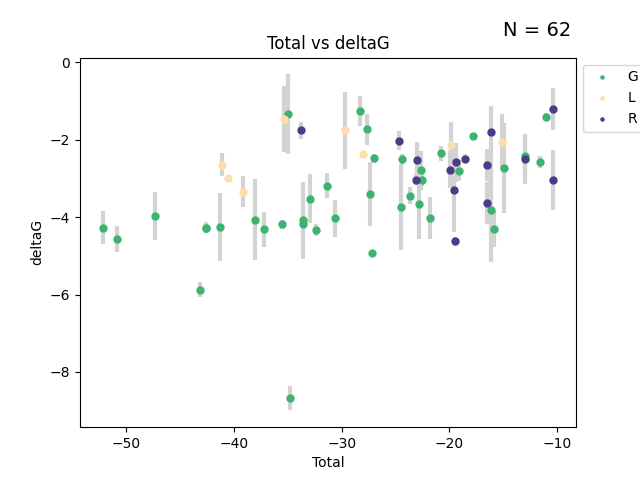 N = 62
Total vs deltaG
G
L
R
0
−2
−4
−6
−8
deltaG
−50
−40
−30
−20
−10
Total